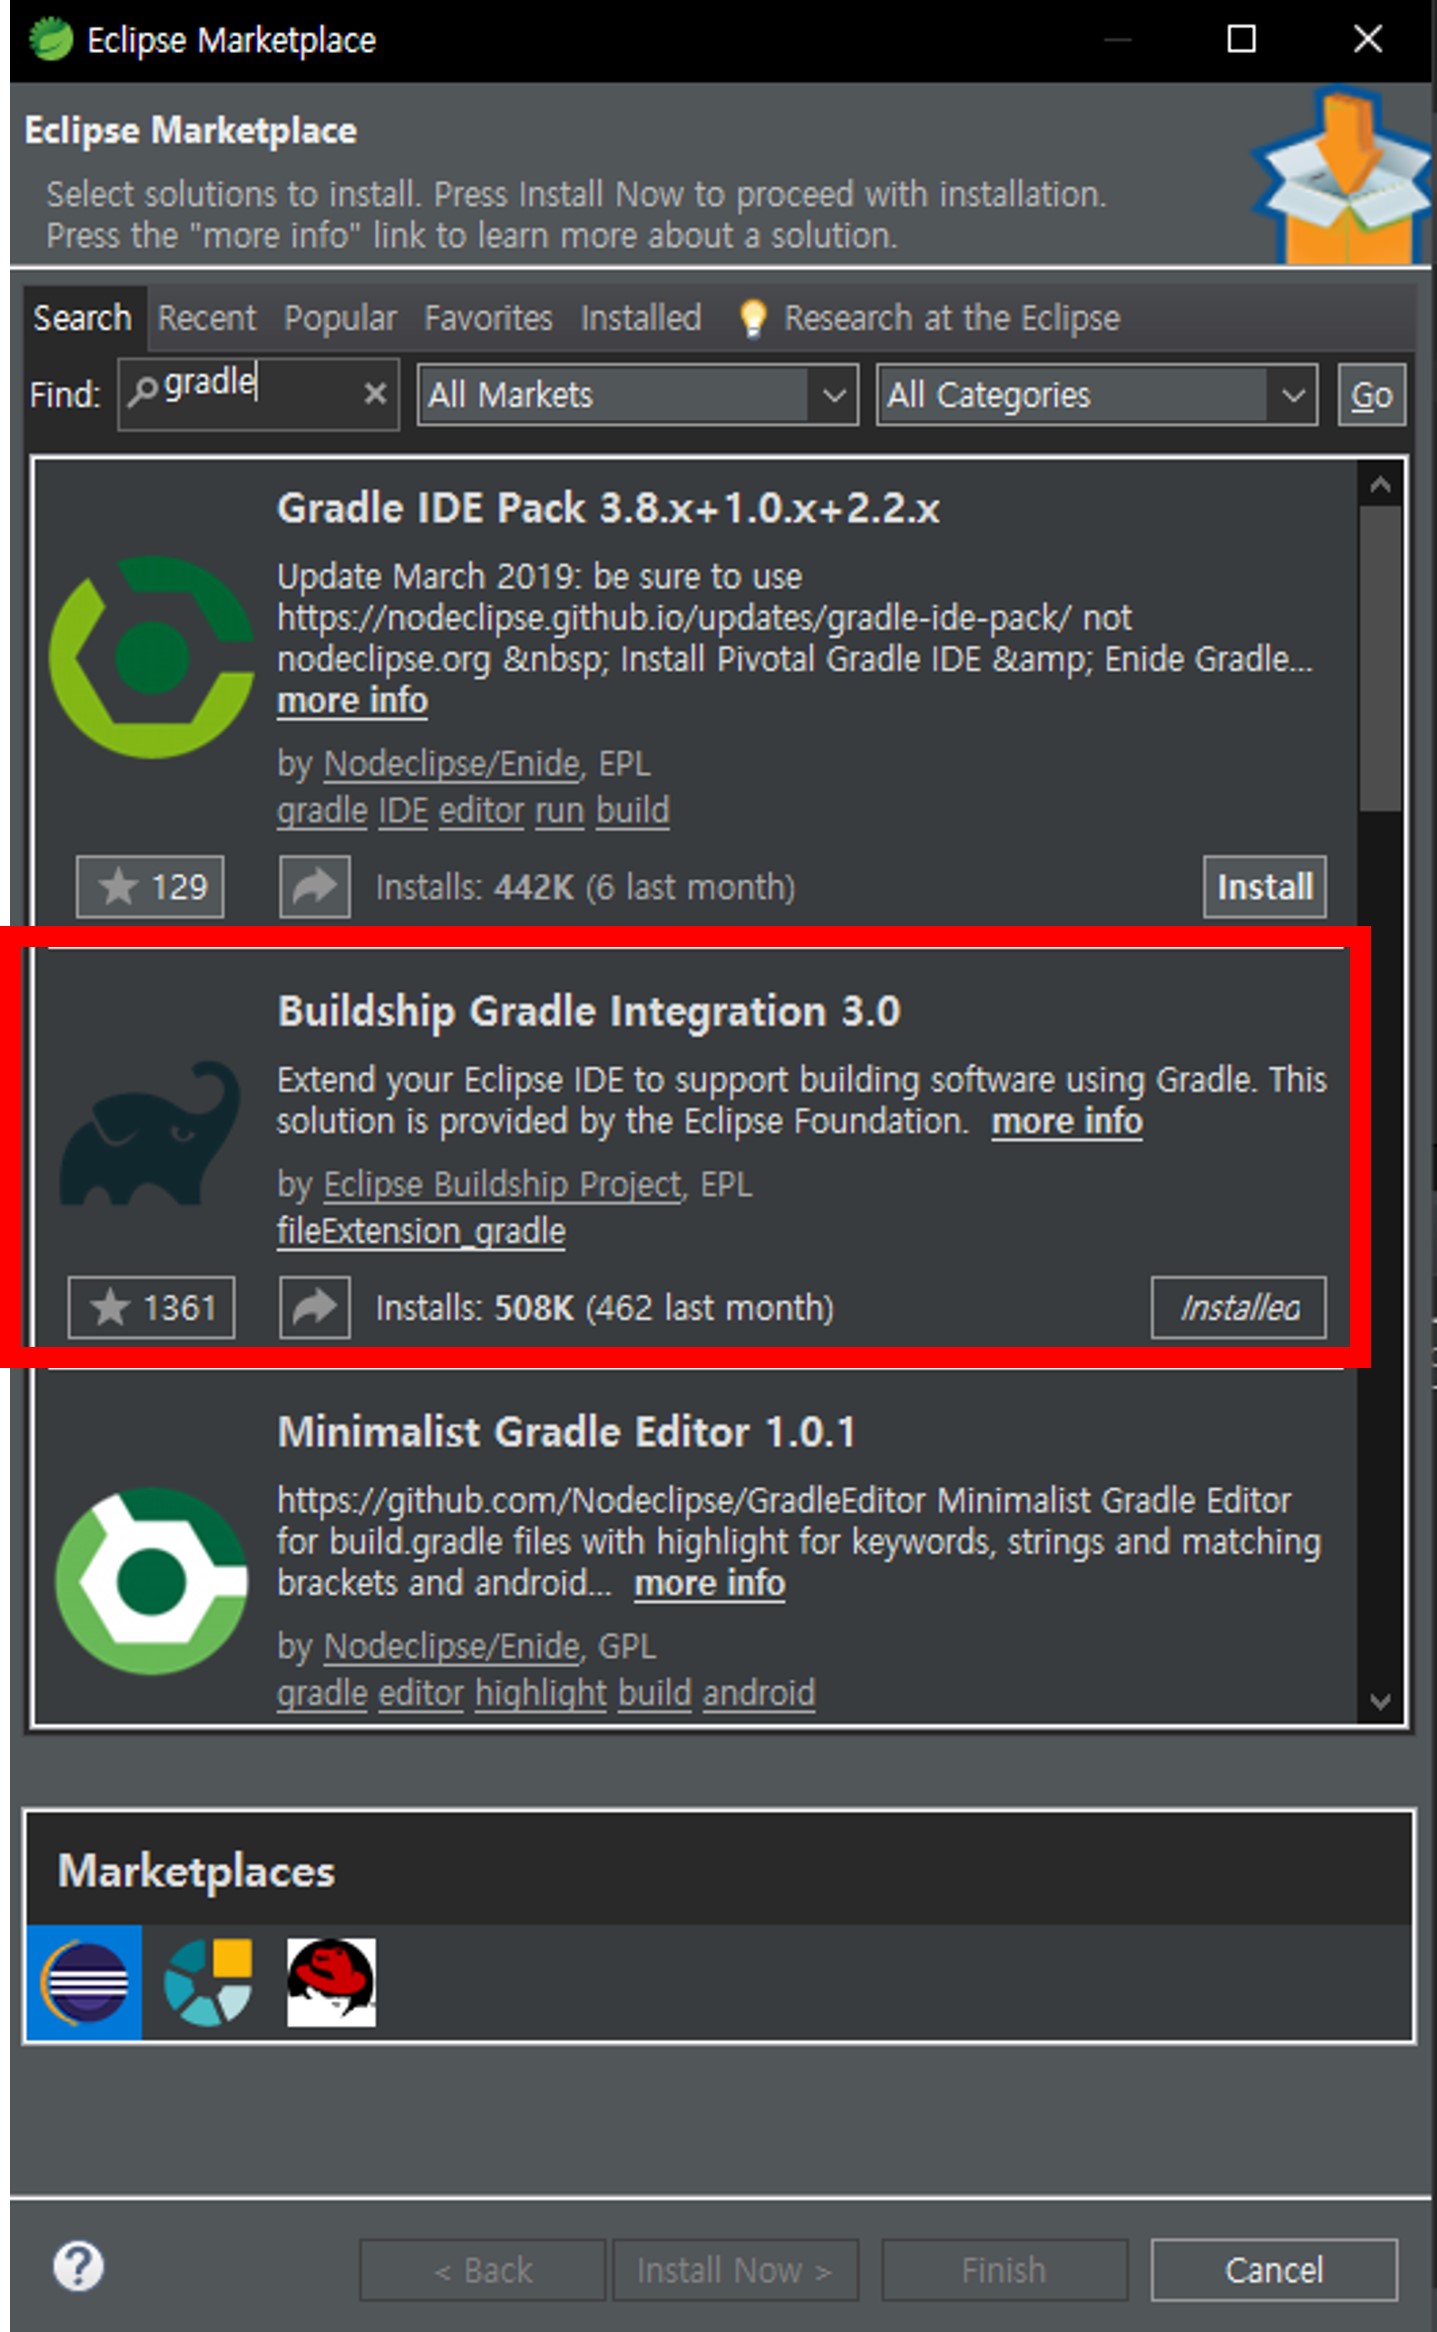 Eclipse Marketplace
Eclipse Marketplace
Select solutions to install. Press Install Now to proceed with installation.
Press the "more info" link to learn more about a solution.
Search Recent Popular Favorites Installed Research at the Eclipse
Find: gradle All Markets All Categories Go
Gradle IDE Pack 3.8.x+1.0.x+2.2.x
Update March 2019: be sure to use
https://nodeclipse.github.io/updates/gradle-ide-pack/ not
nodeclipse.org &nbsp; Install Pivotal Gradle IDE &amp; Enide Gradle...
more info
by Nodeclipse/Enide, EPL
gradle IDE editor run build
129 Installs: 442K (6 last month) Install
Buildship Gradle Integration 3.0
Extend your Eclipse IDE to support building software using Gradle. This
solution is provided by the Eclipse Foundation. more info
by Eclipse Buildship Project, EPL
fileExtension_gradle
1361 Installs: 508K (462 last month) Installed
Minimalist Gradle Editor 1.0.1
https://github.com/Nodeclipse/GradleEditor Minimalist Gradle Editor
for build.gradle files with highlight for keywords, strings and matching
brackets and android... more info
by Nodeclipse/Enide, GPL
gradle editor highlight build android
Marketplaces
? < Back Install Now > Finish Cancel